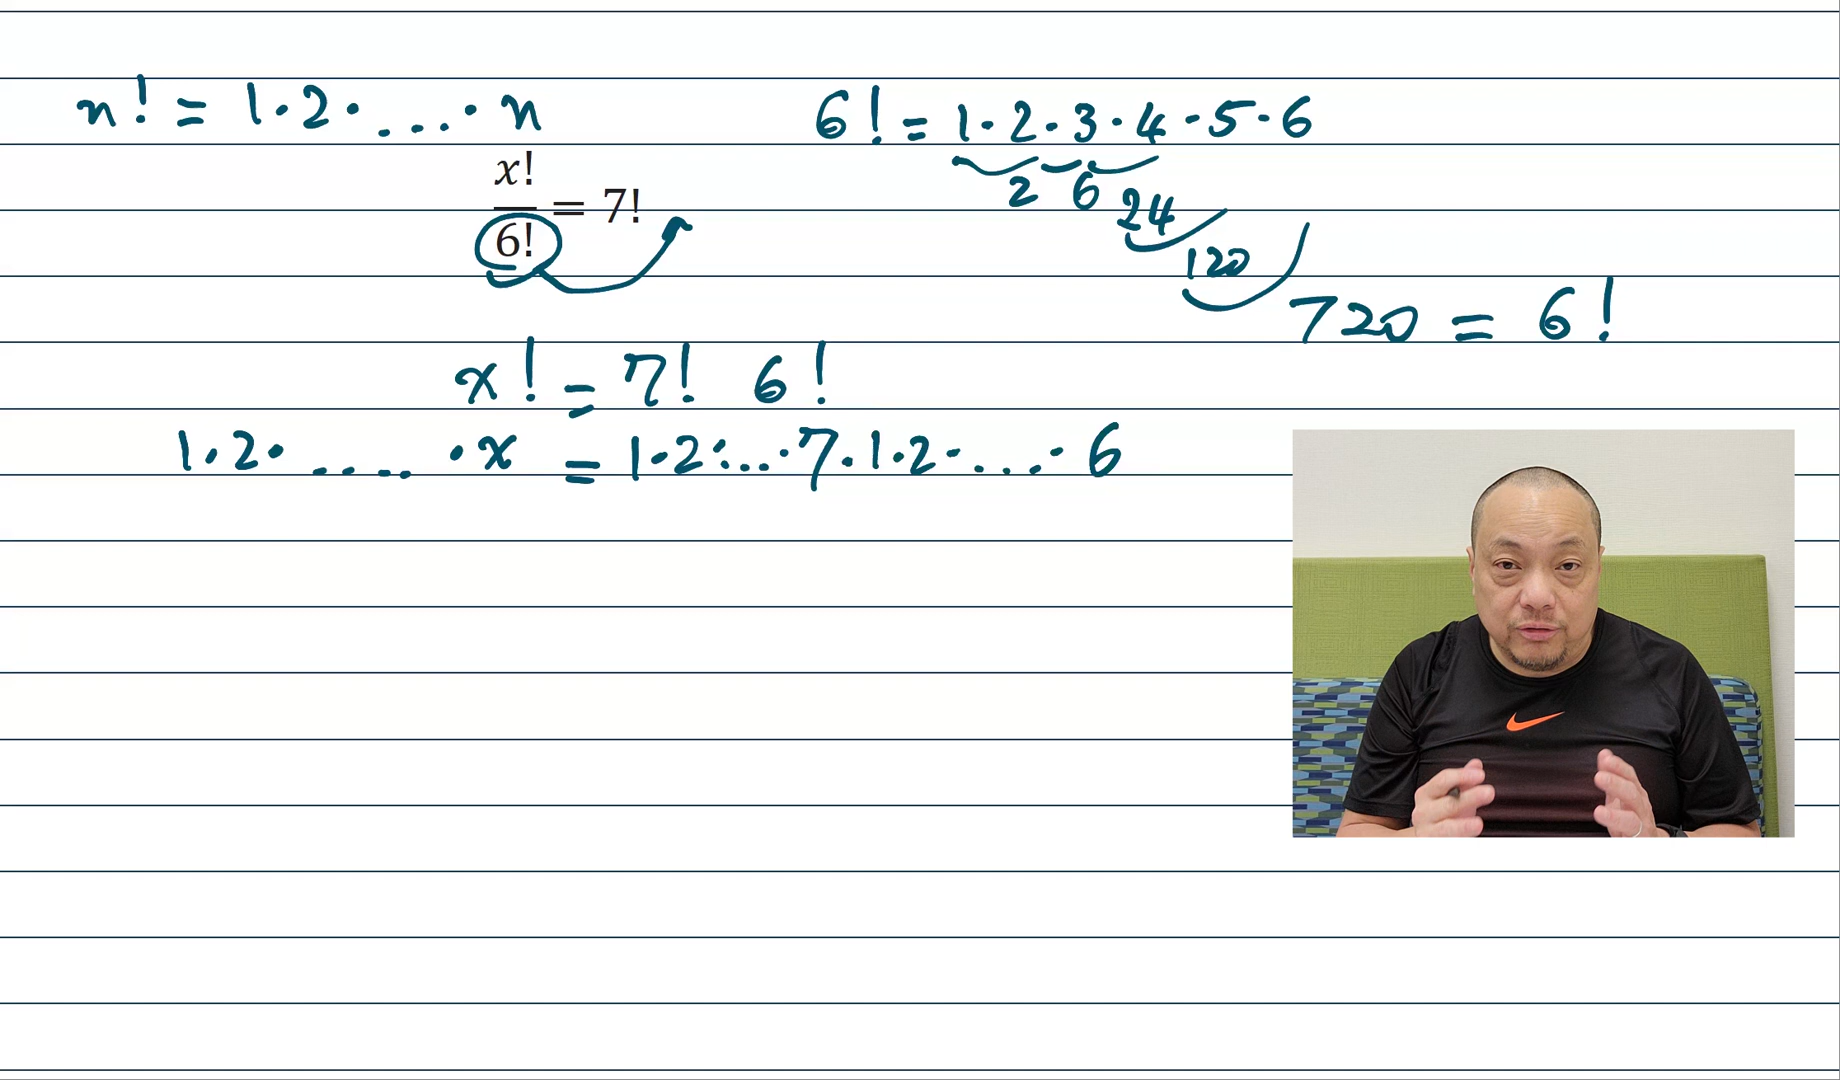 n! = 1·2·...·n
6! = 1·2·3·4·5·6
x!/6! = 7!
2 6 24
120
720 = 6!
x! = 7! 6!
1·2·.....·x = 1·2·...·7·1·2·...·6